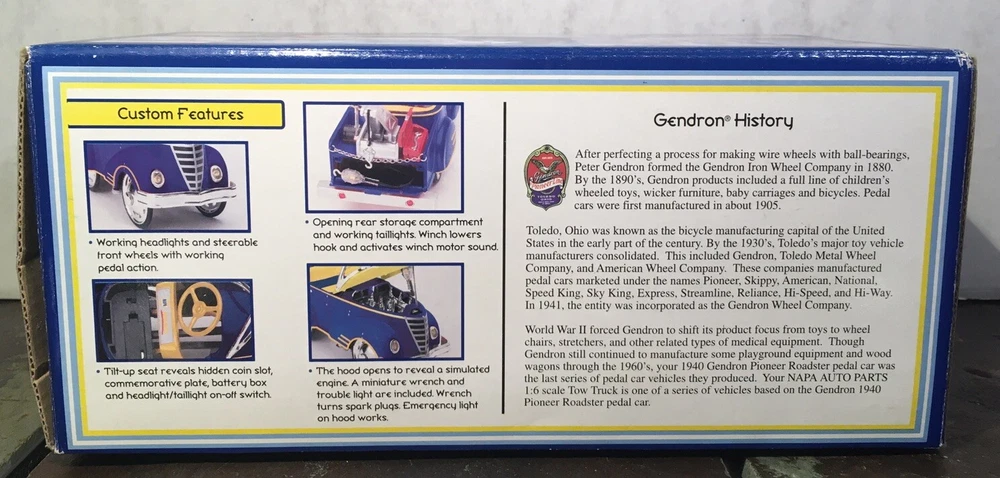 Custom Features
• Working headlights and steerable
front wheels with working
pedal action.
• Tilt-up seat reveals hidden coin slot,
commemorative plate, battery box
and headlight/taillight on-off switch.
• Opening rear storage compartment
and working taillights. Winch lowers
hook and activates winch motor sound.
• The hood opens to reveal a simulated
engine. A miniature wrench and
trouble light are included. Wrench
turns spark plugs. Emergency light
on hood works.
Gendron® History
Gendron
Pioneer Line
After perfecting a process for making wire wheels with ball-bearings,
Peter Gendron formed the Gendron Iron Wheel Company in 1880.
By the 1890's, Gendron products included a full line of children's
wheeled toys, wicker furniture, baby carriages and bicycles. Pedal
cars were first manufactured in about 1905.
Toledo, Ohio was known as the bicycle manufacturing capital of the United
States in the early part of the century. By the 1930's, Toledo's major toy vehicle
manufacturers consolidated. This included Gendron, Toledo Metal Wheel
Company, and American Wheel Company. These companies manufactured
pedal cars marketed under the names Pioneer, Skippy, American, National,
Speed King, Sky King, Express, Streamline, Reliance, Hi-Speed, and Hi-Way.
In 1941, the entity was incorporated as the Gendron Wheel Company.
World War II forced Gendron to shift its product focus from toys to wheel
chairs, stretchers, and other related types of medical equipment. Though
Gendron still continued to manufacture some playground equipment and wood
wagons through the 1960's, your 1940 Gendron Pioneer Roadster pedal car was
the last series of pedal car vehicles they produced. Your NAPA AUTO PARTS
1:6 scale Tow Truck is one of a series of vehicles based on the Gendron 1940
Pioneer Roadster pedal car.